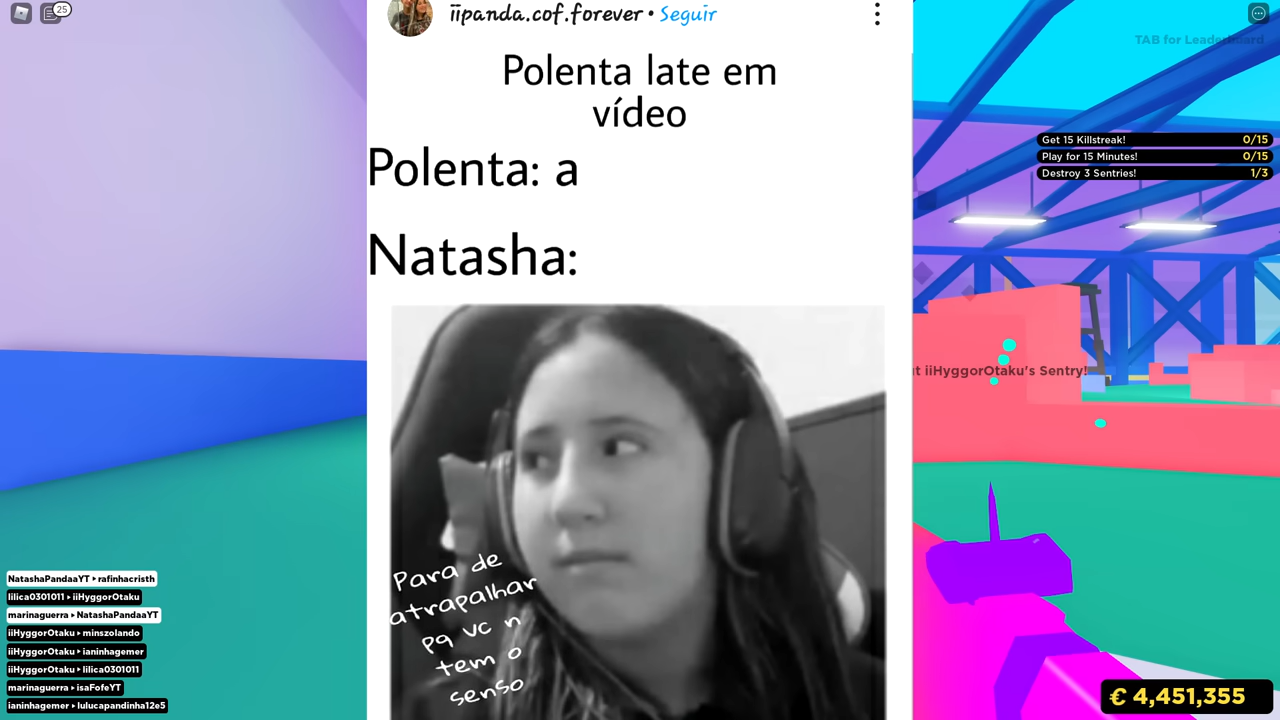 25
iipanda.cof.forever • Seguir
TAB for Leaderboard
Polenta late em
vídeo
Polenta: a
Natasha:
Get 15 Killstreak! 0/15
Play for 15 Minutes! 0/15
Destroy 3 Sentries! 1/3
iiHyggorOtaku's Sentry!
Para de
atrapalhar
pq vc n
tem o
senso
NatashaPandaaYT ▸ rafinhacristh
lilica0301011 ▸ iiHyggorOtaku
marinaguerra ▸ NatashaPandaaYT
iiHyggorOtaku ▸ minszolando
iiHyggorOtaku ▸ ianinhagemer
iiHyggorOtaku ▸ lilica0301011
marinaguerra ▸ isaFofeYT
ianinhagemer ▸ lulucapandinha12e5
€ 4,451,355